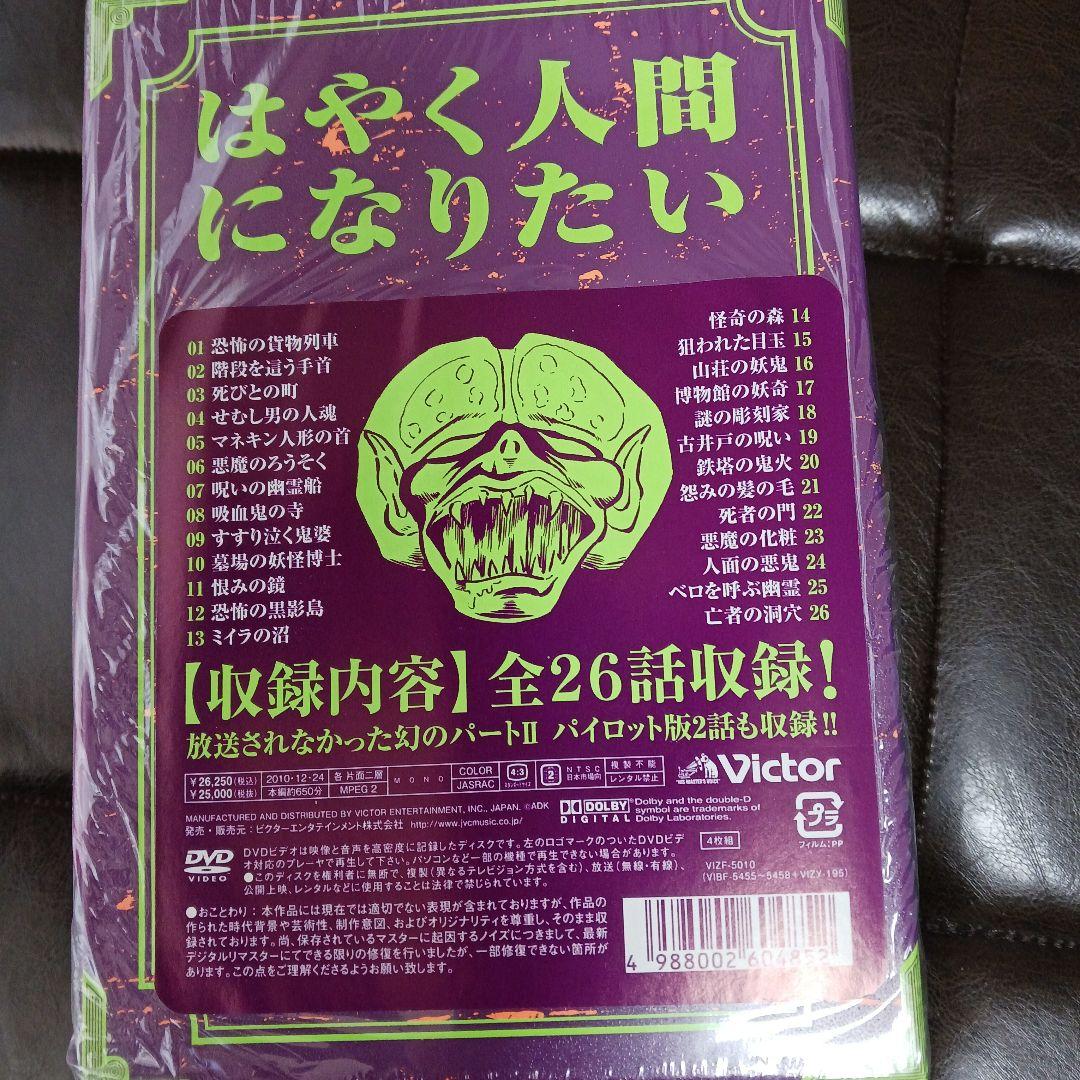 はやく人間
になりたい
01 恐怖の貨物列車
02 階段を這う手首
03 死びとの町
04 せむし男の人魂
05 マネキン人形の首
06 悪魔のろうそく
07 呪いの幽霊船
08 吸血鬼の寺
09 すすり泣く鬼婆
10 墓場の妖怪博士
11 恨みの鏡
12 恐怖の黒影島
13 ミイラの沼
怪奇の森 14
狙われた目玉 15
山荘の妖鬼 16
博物館の妖奇 17
謎の彫刻家 18
古井戸の呪い 19
鉄塔の鬼火 20
怨みの髪の毛 21
死者の門 22
悪魔の化粧 23
人面の悪鬼 24
ベロを呼ぶ幽霊 25
亡者の洞穴 26
【収録内容】全26話収録!
放送されなかった幻のパートII パイロット版2話も収録!!
¥26,250(税込) 2010・12・24 各片面二層 MONO COLOR 4:3 2 NTSC 複製不能
¥25,000(税抜) 本編約650分 MPEG 2 JASRAC スタンダードサイズ 日本市場向 レンタル禁止
"HIS MASTER'S VOICE" Victor
MANUFACTURED AND DISTRIBUTED BY VICTOR ENTERTAINMENT, INC., JAPAN. ©ADK
発売・販売元:ビクターエンタテインメント株式会社 http://www.jvcmusic.co.jp/
DOLBY DIGITAL
Dolby and the double-D
symbol are trademarks of
Dolby Laboratories.
プラ
フィルム:PP
DVD VIDEO
DVDビデオは映像と音声を高密度に記録したディスクです。左のロゴマークのついたDVDビデ
オ対応のプレーヤで再生して下さい。パソコンなど一部の機種で再生できない場合があります。
●このディスクを権利者に無断で、複製(異なるテレビジョン方式を含む)、放送(無線・有線)、
公開上映、レンタルなどに使用することは法律で禁じられています。
4枚組
VIZF-5010
(VIBF-5455~5458+VIZY-195)
●おことわり:本作品には現在では適切でない表現が含まれておりますが、作品の
作られた時代背景や芸術性、制作意図、およびオリジナリティを尊重し、そのまま収
録されております。尚、保存されているマスターに起因するノイズにつきまして、最新
デジタルリマスターにてできる限りの修復を行いましたが、一部修復できない箇所が
あります。この点をご理解くださるようお願い致します。
4 988002 604852